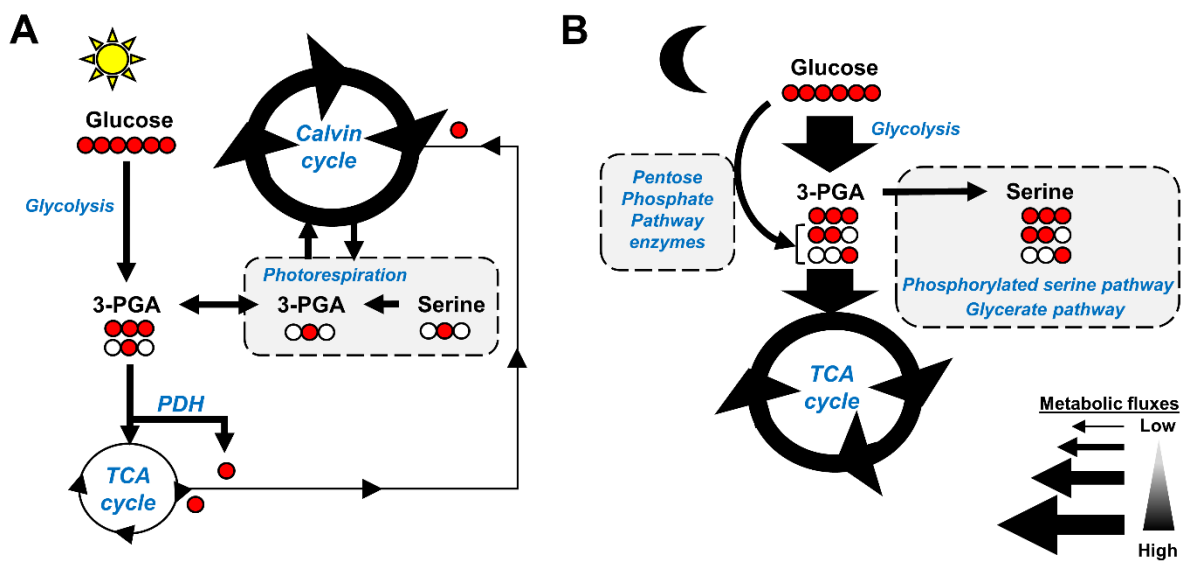 A
Glucose
Glycolysis
Calvin
cycle
Photorespiration
3-PGA
3-PGA
Serine
PDH
TCA
cycle
B
Glucose
Glycolysis
Pentose
Phosphate
Pathway
enzymes
3-PGA
Serine
Phosphorylated serine pathway
Glycerate pathway
TCA
cycle
Metabolic fluxes
Low
High